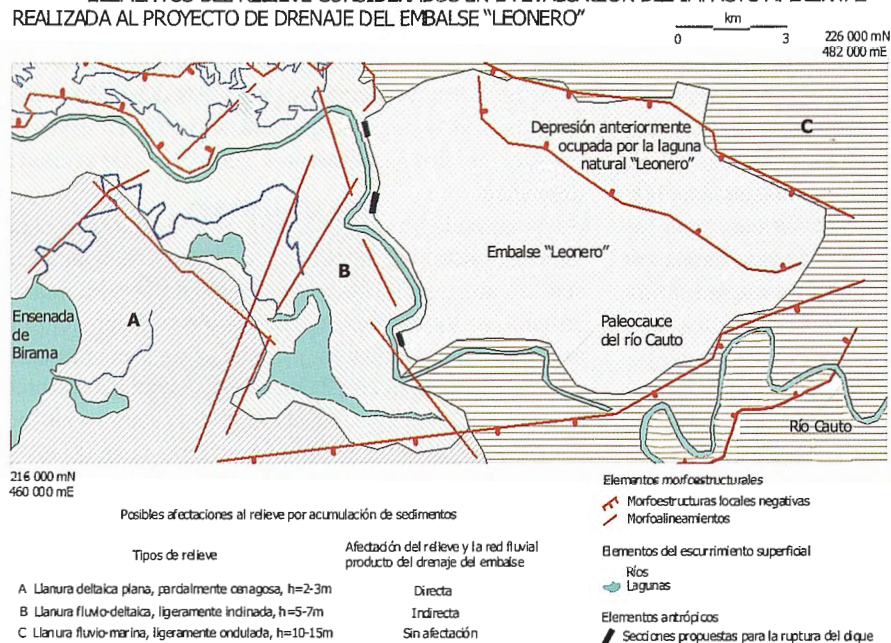 REALIZADA AL PROYECTO DE DRENAJE DEL EMBALSE “LEONERO”
km
0 3
226 000 mN
482 000 mE
Depresión anteriormente
ocupada por la laguna
natural “Leonero”
C
Embalse “Leonero”
B
Ensenada
de
Birama
A
Paleocauce
del río Cauto
Río Cauto
216 000 mN
460 000 mE
Posibles afectaciones al relieve por acumulación de sedimentos
Tipos de relieve
Afectación del relieve y la red fluvial
producto del drenaje del embalse
A Llanura deltaica plana, parcialmente cenagosa, h=2-3m Directa
B Llanura fluvio-deltaica, ligeramente indinada, h=5-7m Indirecta
C Llanura fluvio-marina, ligeramente ondulada, h=10-15m Sin afectación
Elementos morfoestructurales
Morfoestructuras locales negativas
Morfoalineamientos
Elementos del escurrimiento superficial
Ríos
Lagunas
Elementos antrópicos
Secciones propuestas para la ruptura del dique